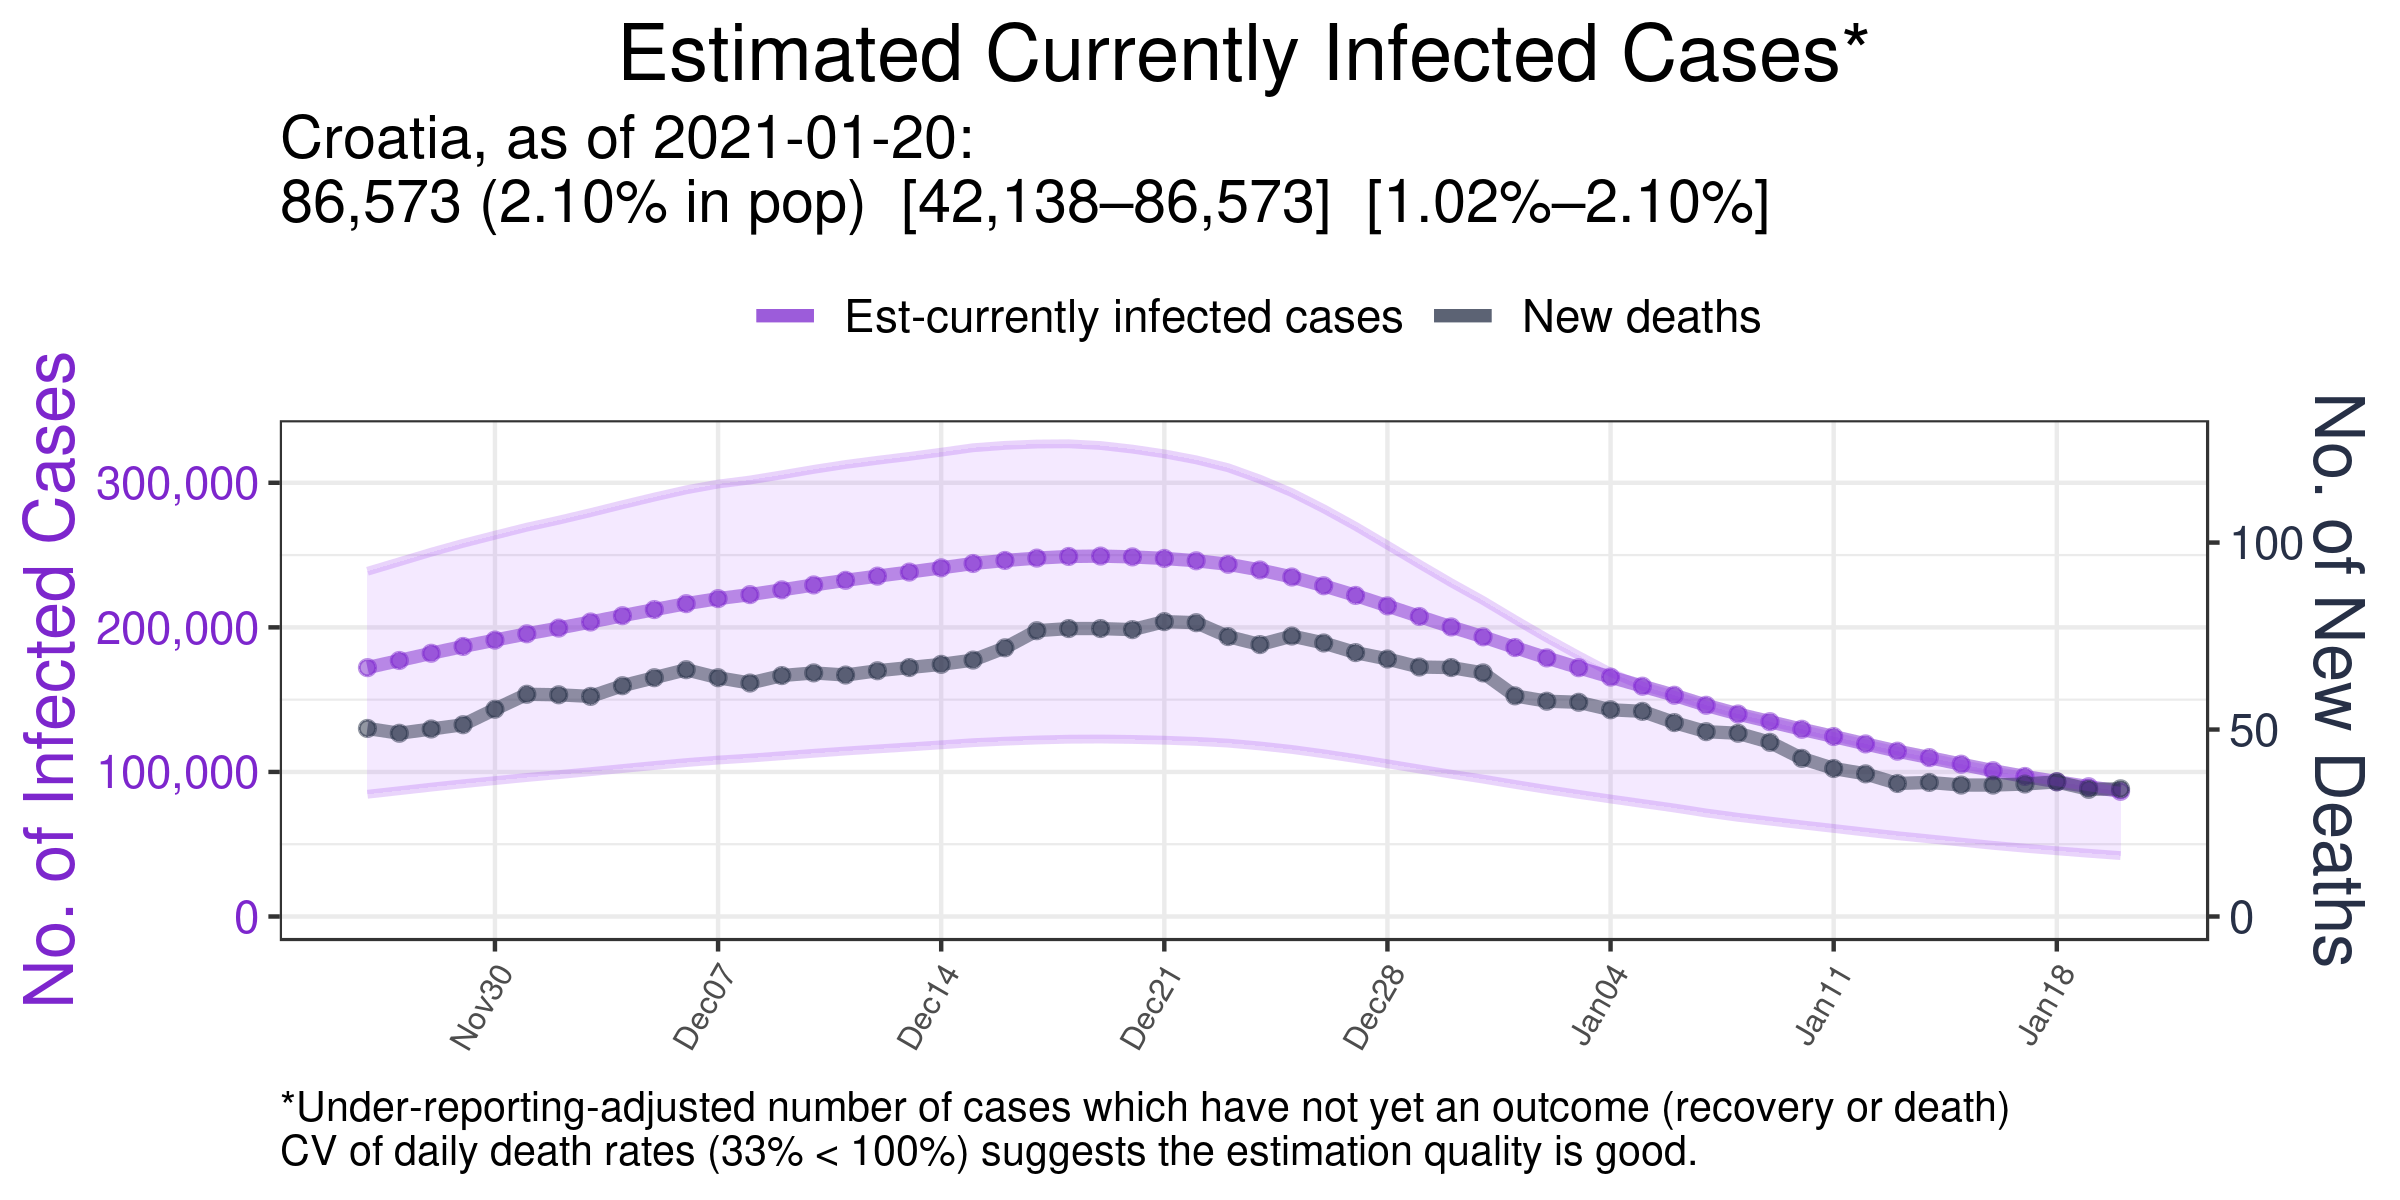 Estimated Currently Infected Cases*
Croatia, as of 2021-01-20:
86,573 (2.10% in pop)  [42,138–86,573]  [1.02%–2.10%]
Est-currently infected cases
New deaths
No. of Infected Cases
300,000
200,000
100,000
0
No. of New Deaths
100
50
0
Nov30
Dec07
Dec14
Dec21
Dec28
Jan04
Jan11
Jan18
*Under-reporting-adjusted number of cases which have not yet an outcome (recovery or death)
CV of daily death rates (33% < 100%) suggests the estimation quality is good.